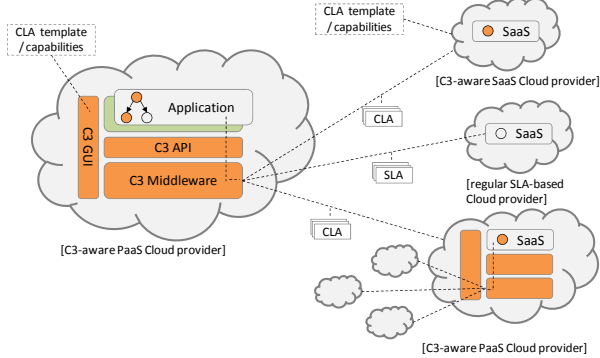 CLA template
/ capabilities
CLA template
/ capabilities
SaaS
[C3-aware SaaS Cloud provider]
Application
C3 GUI
C3 API
C3 Middleware
[C3-aware PaaS Cloud provider]
CLA
SaaS
SLA
[regular SLA-based
Cloud provider]
CLA
SaaS
[C3-aware PaaS Cloud provider]